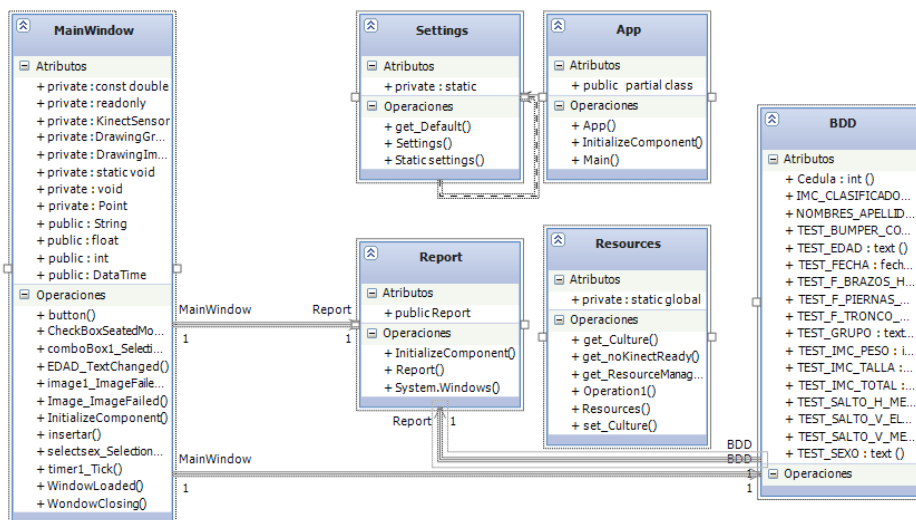 MainWindow
Atributos
+ private : const double
+ private : readonly
+ private : KinectSensor
+ private : DrawingGr...
+ private : DrawingIm...
+ private : static void
+ private : void
+ private : Point
+ public : String
+ public : float
+ public : int
+ public : DataTime
Operaciones
+ button()
+ CheckBoxSeatedMo...
+ comboBox1_Selecti...
+ EDAD_TextChanged()
+ image1_ImageFaile...
+ Image_ImageFailed()
+ InitializeComponent()
+ insertar()
+ selectsex_Selection...
+ timer1_Tick()
+ WindowLoaded()
+ WondowClosing()
Settings
Atributos
+ private : static
Operaciones
+ get_Default()
+ Settings()
+ Static settings()
App
Atributos
+ public partial class
Operaciones
+ App()
+ InitializeComponent()
+ Main()
MainWindow
Report
1
1
Report
Atributos
+ public Report
Operaciones
+ InitializeComponent()
+ Report()
+ System.Windows()
Resources
Atributos
+ private : static global
Operaciones
+ get_Culture()
+ get_noKinectReady()
+ get_ResourceManag...
+ Operation1()
+ Resources()
+ set_Culture()
Report
1
BDD
MainWindow
BDD
1
1
1
BDD
Atributos
+ Cedula : int ()
+ IMC_CLASIFICADO...
+ NOMBRES_APELLID...
+ TEST_BUMPER_CO...
+ TEST_EDAD : text ()
+ TEST_FECHA : fech...
+ TEST_F_BRAZOS_H...
+ TEST_F_PIERNAS_...
+ TEST_F_TRONCO_...
+ TEST_GRUPO : text...
+ TEST_IMC_PESO : i...
+ TEST_IMC_TALLA : ...
+ TEST_IMC_TOTAL : ...
+ TEST_SALTO_H_ME...
+ TEST_SALTO_V_EL...
+ TEST_SALTO_V_ME...
+ TEST_SEXO : text ()
Operaciones